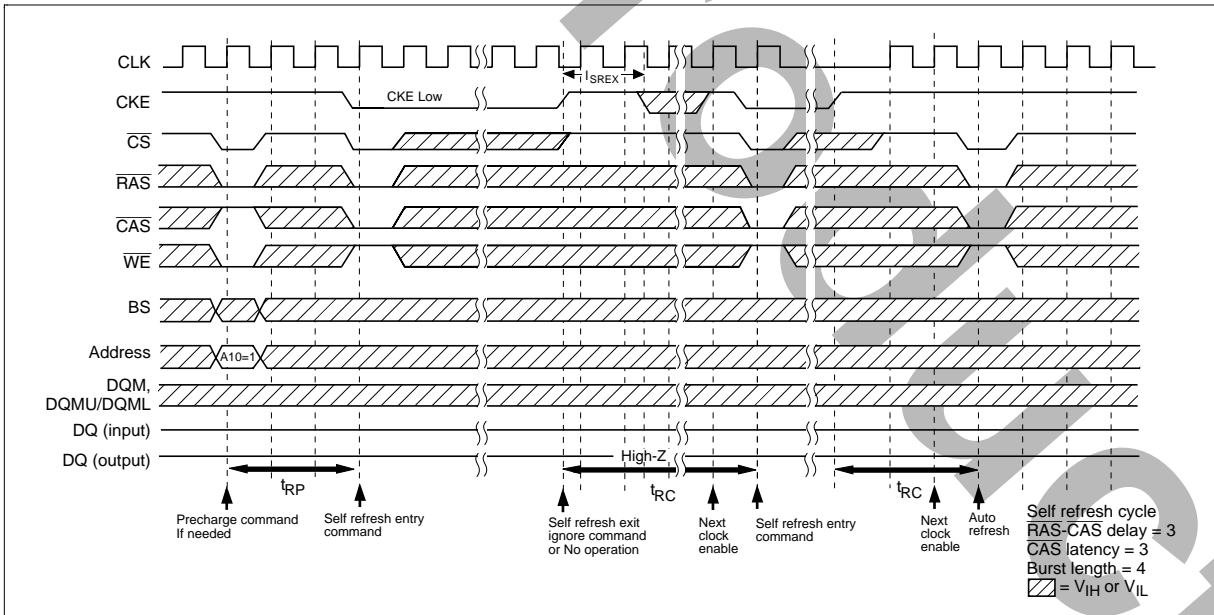 CLK
l SREX
CKE
CKE Low
CS
RAS
CAS
WE
BS
Address
A10=1
DQM,
DQMU/DQML
DQ (input)
DQ (output)
High-Z
tRP
tRC
tRC
Precharge command
If needed
Self refresh entry
command
Self refresh exit
ignore command
or No operation
Next
clock
enable
Self refresh entry
command
Next
clock
enable
Auto
refresh
Self refresh cycle
RAS-CAS delay = 3
CAS latency = 3
Burst length = 4
= VIH or VIL